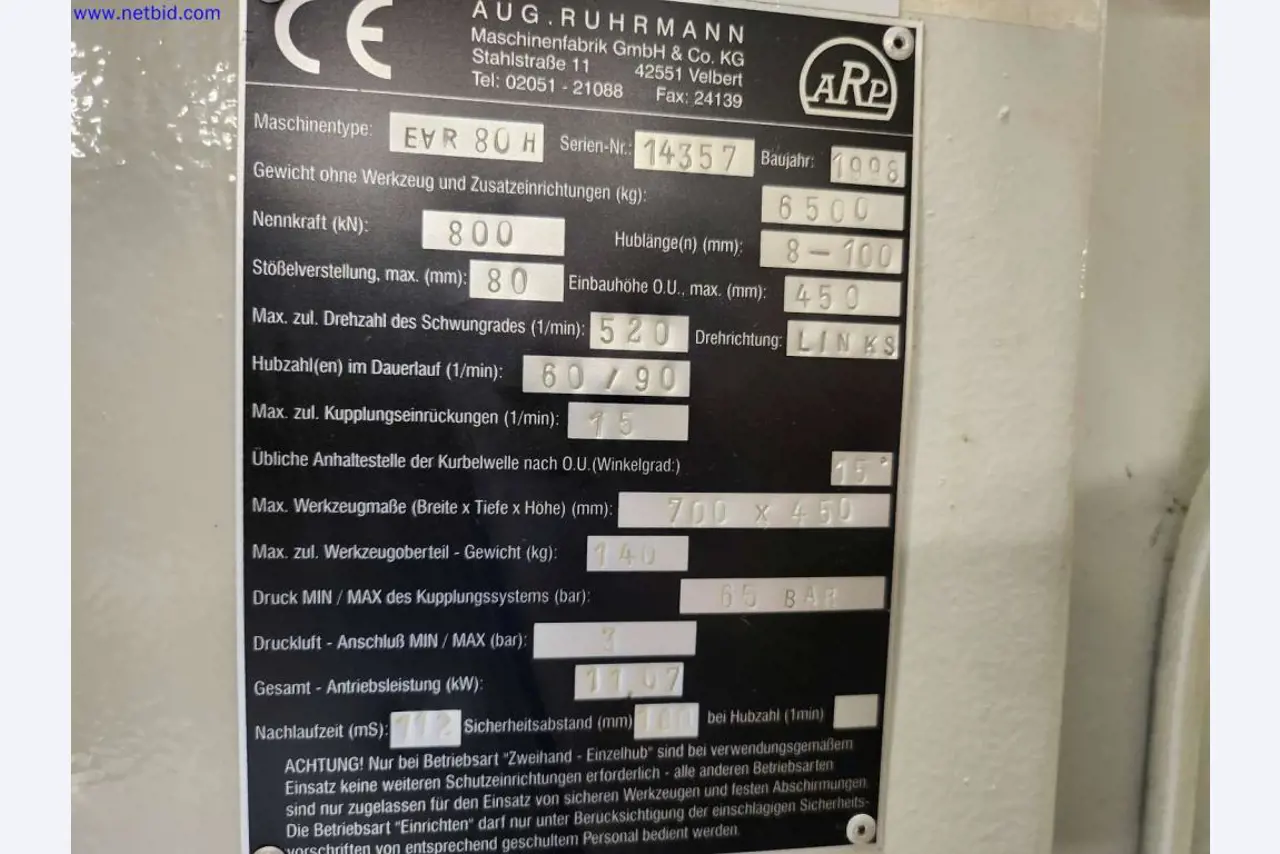 www.netbid.com
CE AUG. RUHRMANN
Maschinenfabrik GmbH & Co. KG
Stahlstraße 11 42551 Velbert
Tel: 02051 - 21088 Fax: 24139
ARP
Maschinentype: EVR 80 H Serien-Nr.: 14357 Baujahr: 1998
Gewicht ohne Werkzeug und Zusatzeinrichtungen (kg): 6500
Nennkraft (kN): 800 Hublänge(n) (mm): 8-100
Stößelverstellung, max. (mm): 80 Einbauhöhe O.U., max. (mm): 450
Max. zul. Drehzahl des Schwungrades (1/min): 520 Drehrichtung: LINKS
Hubzahl(en) im Dauerlauf (1/min): 60/90
Max. zul. Kupplungseinrückungen (1/min): 15
Übliche Anhaltestelle der Kurbelwelle nach O.U.(Winkelgrad:) 15°
Max. Werkzeugmaße (Breite x Tiefe x Höhe) (mm): 700 x 450
Max. zul. Werkzeugoberteil - Gewicht (kg): 140
Druck MIN / MAX des Kupplungssystems (bar): 65 BAR
Druckluft - Anschluß MIN / MAX (bar): 3
Gesamt - Antriebsleistung (kW):
Nachlaufzeit (mS): 112 Sicherheitsabstand (mm) bei Hubzahl (1min)
ACHTUNG! Nur bei Betriebsart "Zweihand - Einzelhub" sind bei verwendungsgemäßem
Einsatz keine weiteren Schutzeinrichtungen erforderlich - alle anderen Betriebsarten
sind nur zugelassen für den Einsatz von sicheren Werkzeugen und festen Abschirmungen.
Die Betriebsart "Einrichten" darf nur unter Berücksichtigung der einschlägigen Sicherheits-
vorschriften von entsprechend geschultem Personal bedient werden.